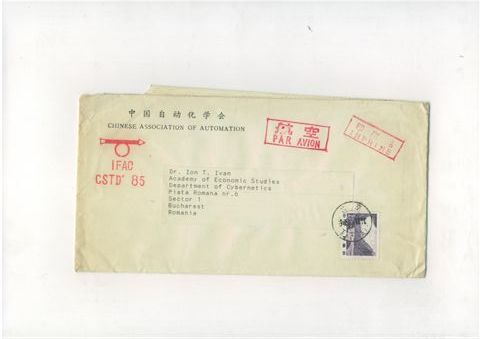 中国自动化学会
CHINESE ASSOCIATION OF AUTOMATION
航空
PAR AVION
IFAC
CSTD' 85
Dr. Ion T. Ivan
Academy of Economic Studies
Department of Cybernetics
Piata Romana nr.6
Sector 1
Bucharest
Romania